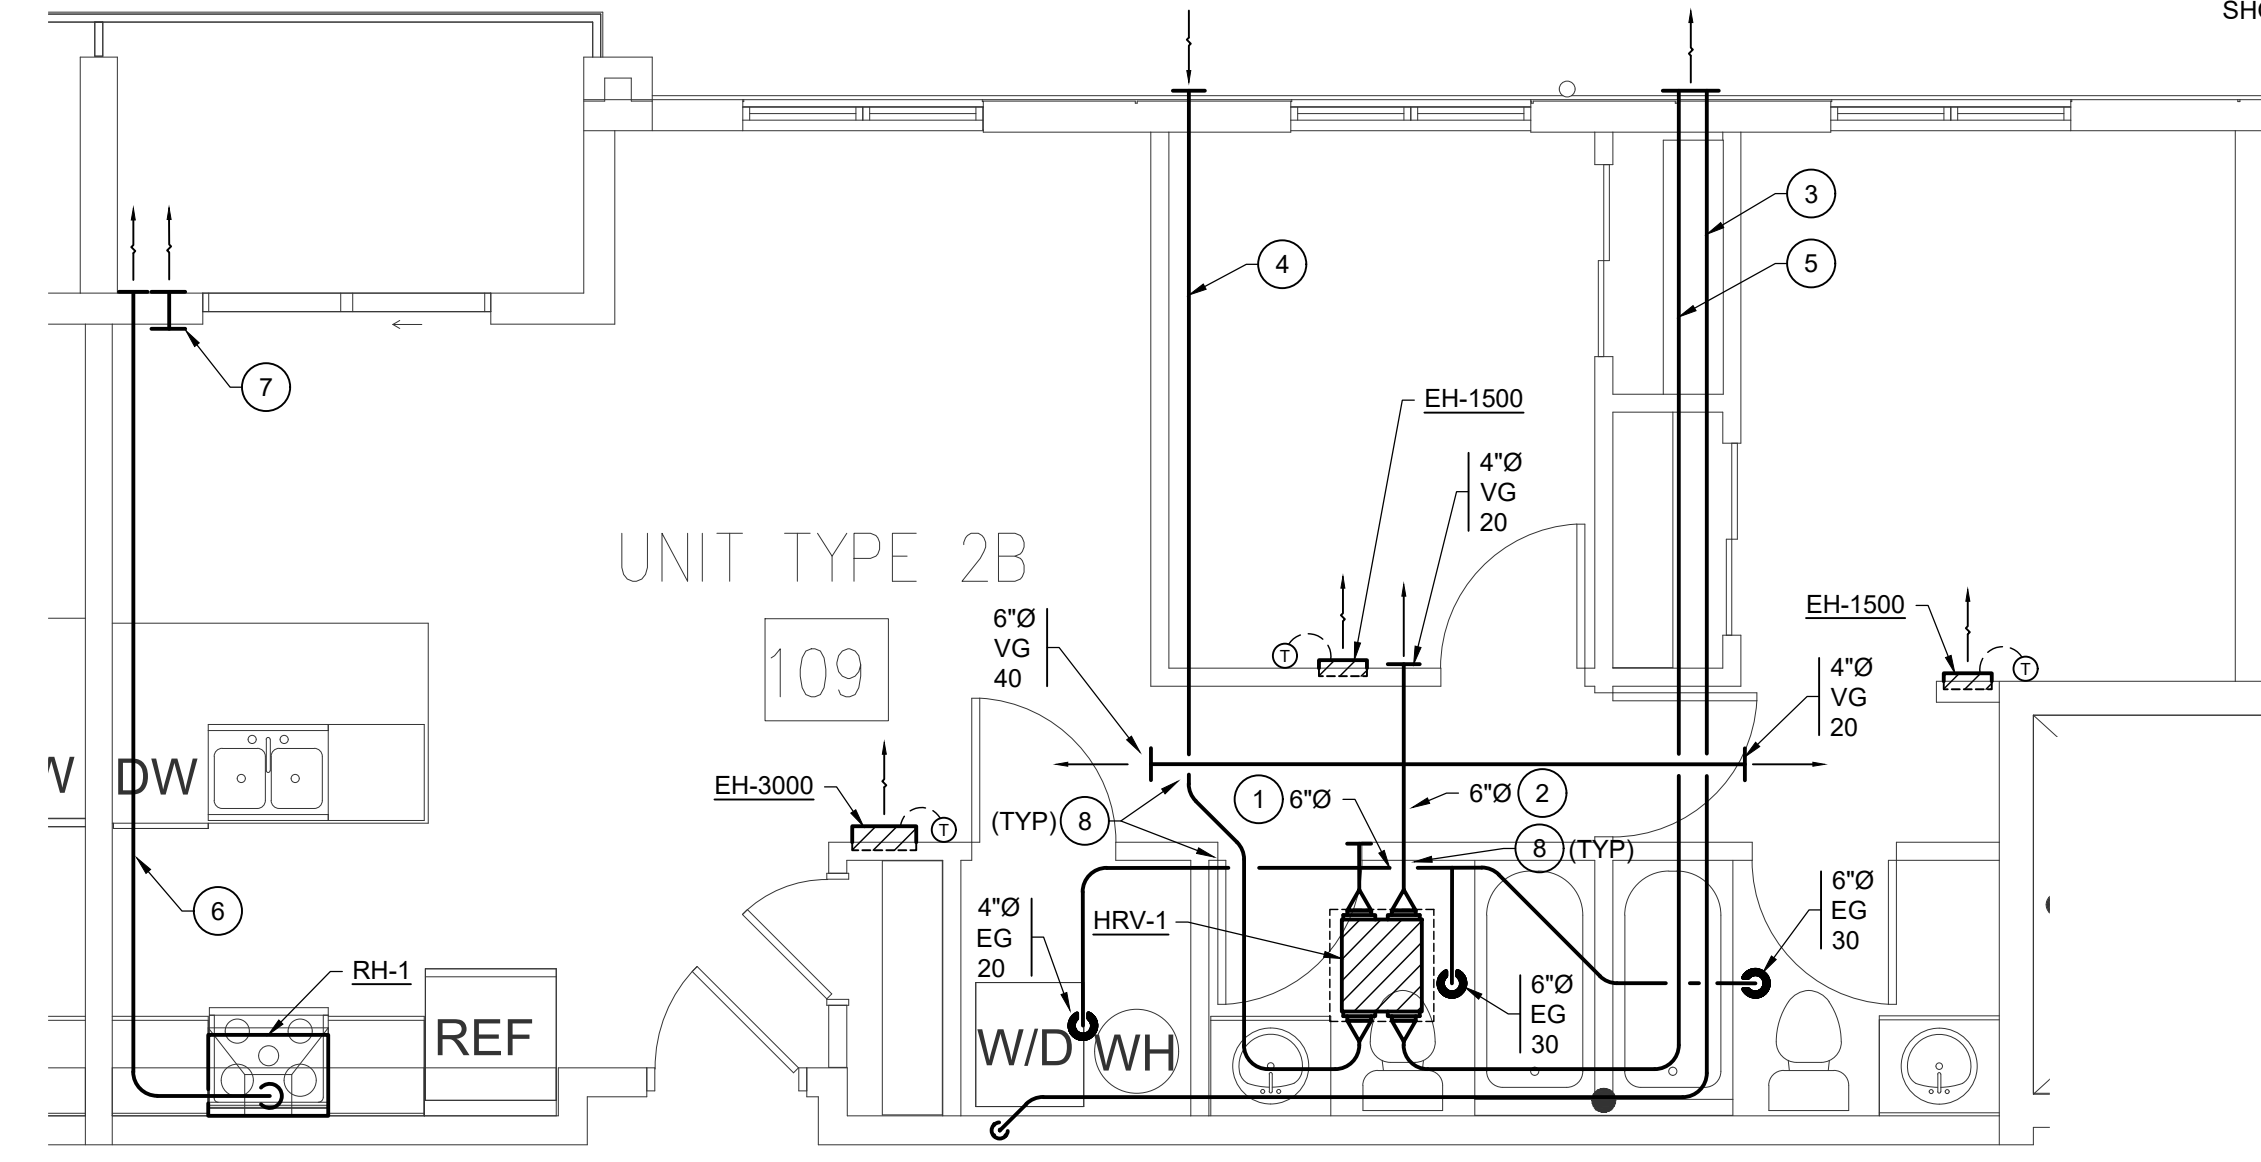 3
4
5
7
EH-1500
4"Ø
VG
20
UNIT TYPE 2B
109
6"Ø
VG
40
EH-1500
4"Ø
VG
20
W
DW
EH-3000
T
T
T
(TYP) 8
1 6"Ø
6"Ø 2
8 (TYP)
6
4"Ø
EG
20
HRV-1
6"Ø
EG
30
RH-1
6"Ø
EG
30
REF
W/D
WH